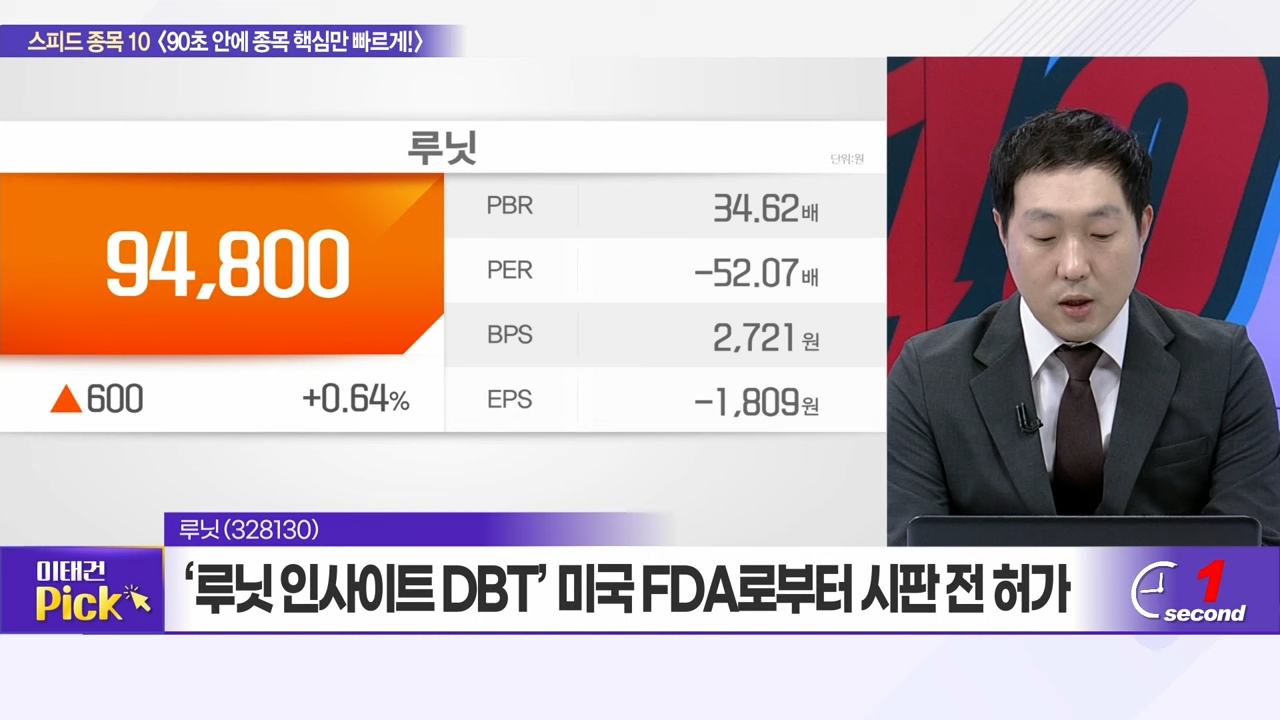 스피드 종목 10 〈90초 안에 종목 핵심만 빠르게!〉
루닛
단위:원
94,800
▲600 +0.64%
PBR 34.62배
PER -52.07배
BPS 2,721원
EPS -1,809원
10
루닛(328130)
이태건
Pick
‘루닛 인사이트 DBT’ 미국 FDA로부터 시판 전 허가
1
second